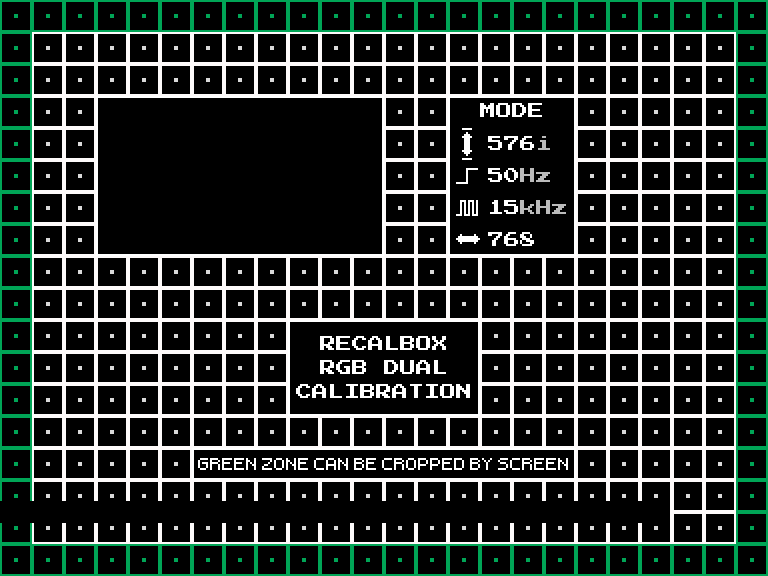 MODE
576i
50Hz
15kHz
768
RECALBOX
RGB DUAL
CALIBRATION
GREEN ZONE CAN BE CROPPED BY SCREEN